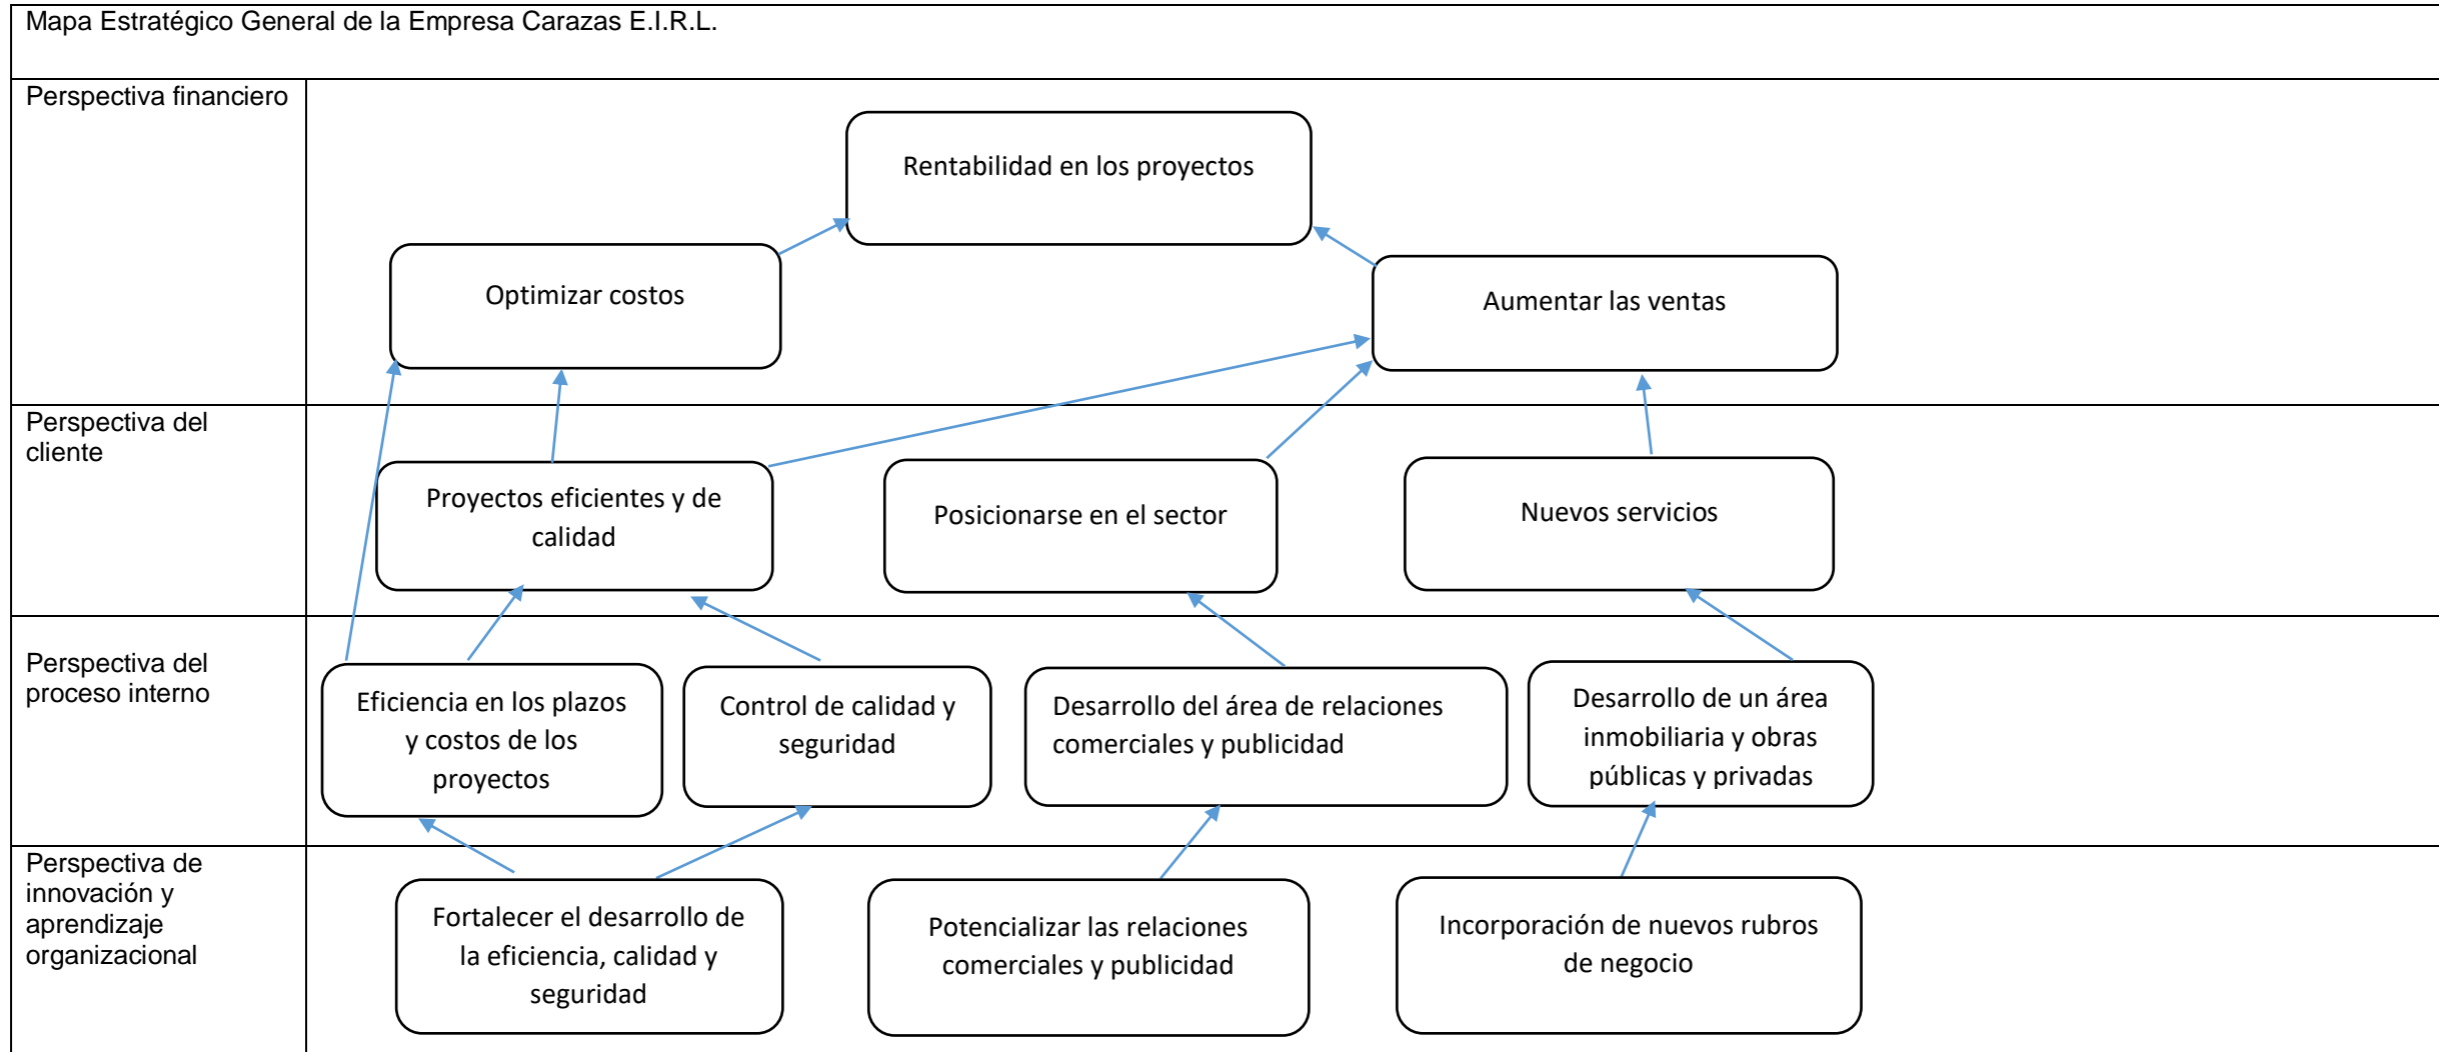 Mapa Estratégico General de la Empresa Carazas E.I.R.L.
Perspectiva financiero
Rentabilidad en los proyectos
Optimizar costos
Aumentar las ventas
Perspectiva del
cliente
Proyectos eficientes y de
calidad
Posicionarse en el sector
Nuevos servicios
Perspectiva del
proceso interno
Eficiencia en los plazos
y costos de los
proyectos
Control de calidad y
seguridad
Desarrollo del área de relaciones
comerciales y publicidad
Desarrollo de un área
inmobiliaria y obras
públicas y privadas
Perspectiva de
innovación y
aprendizaje
organizacional
Fortalecer el desarrollo de
la eficiencia, calidad y
seguridad
Potencializar las relaciones
comerciales y publicidad
Incorporación de nuevos rubros
de negocio